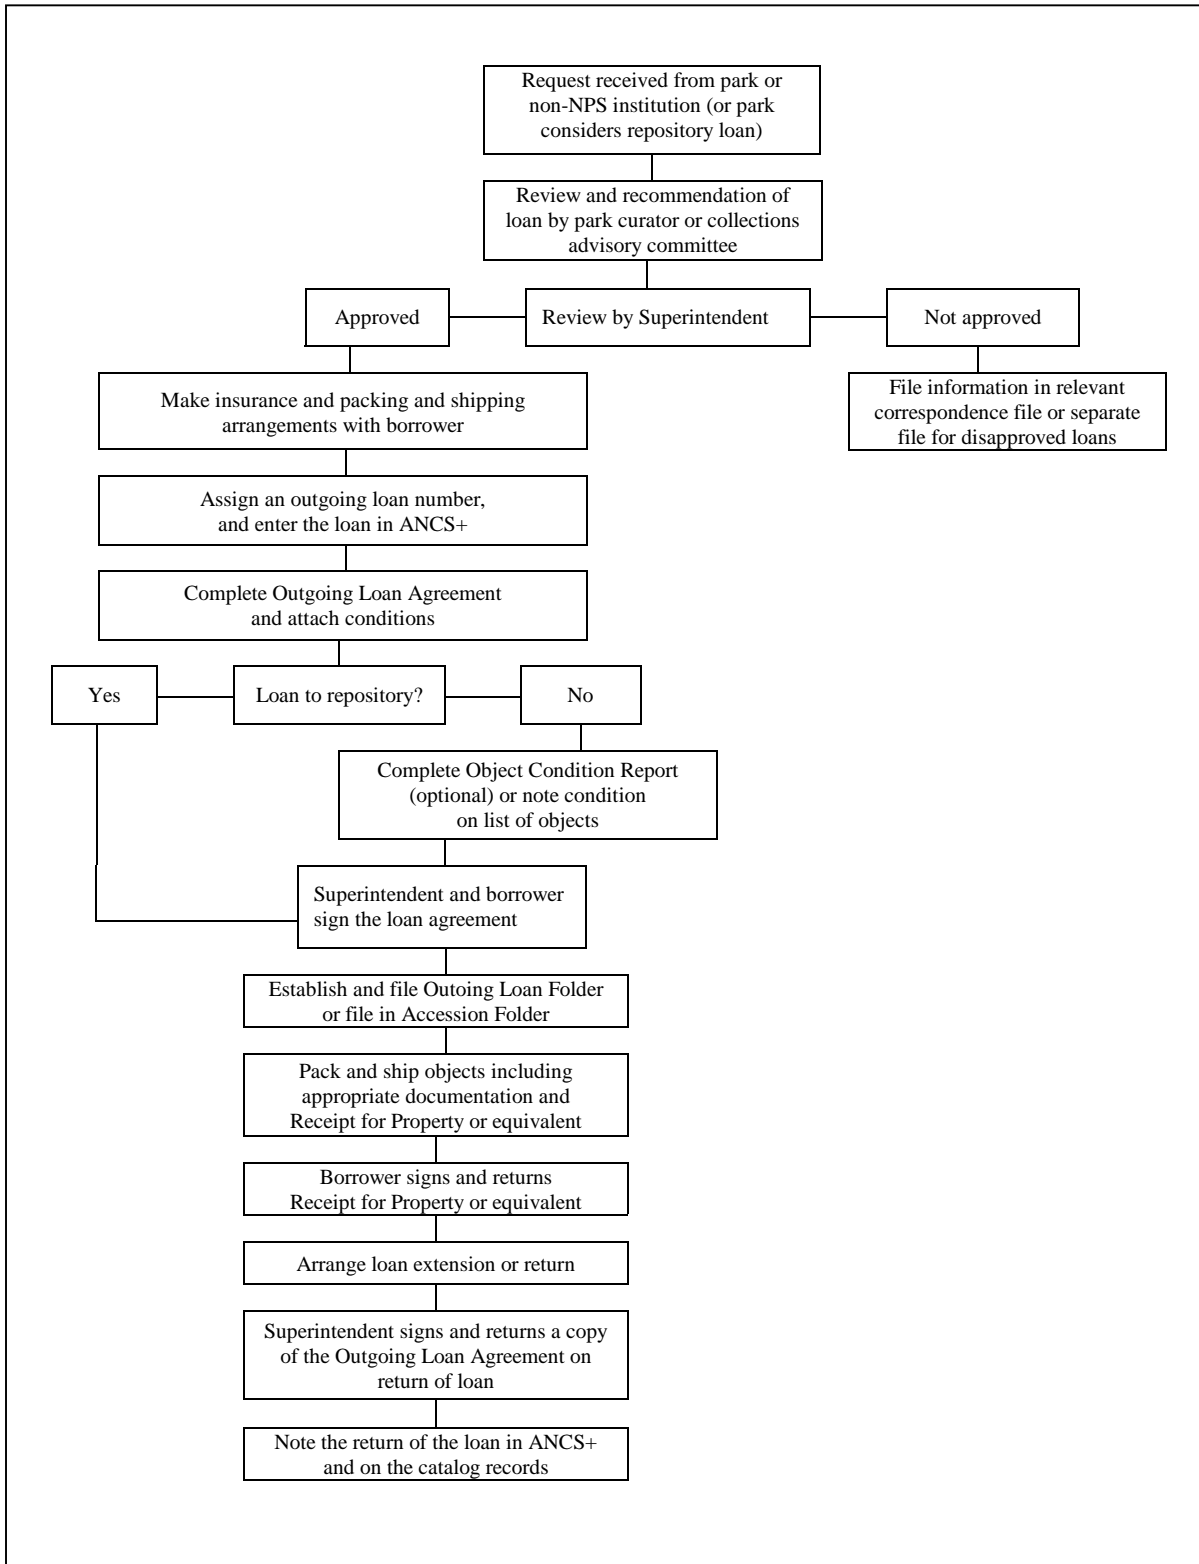 Request received from park or
non-NPS institution (or park
considers repository loan)
Review and recommendation of
loan by park curator or collections
advisory committee
Approved
Review by Superintendent
Not approved
Make insurance and packing and shipping
arrangements with borrower
File information in relevant
correspondence file or separate
file for disapproved loans
Assign an outgoing loan number,
and enter the loan in ANCS+
Complete Outgoing Loan Agreement
and attach conditions
Yes
Loan to repository?
No
Complete Object Condition Report
(optional) or note condition
on list of objects
Superintendent and borrower
sign the loan agreement
Establish and file Outoing Loan Folder
or file in Accession Folder
Pack and ship objects including
appropriate documentation and
Receipt for Property or equivalent
Borrower signs and returns
Receipt for Property or equivalent
Arrange loan extension or return
Superintendent signs and returns a copy
of the Outgoing Loan Agreement on
return of loan
Note the return of the loan in ANCS+
and on the catalog records